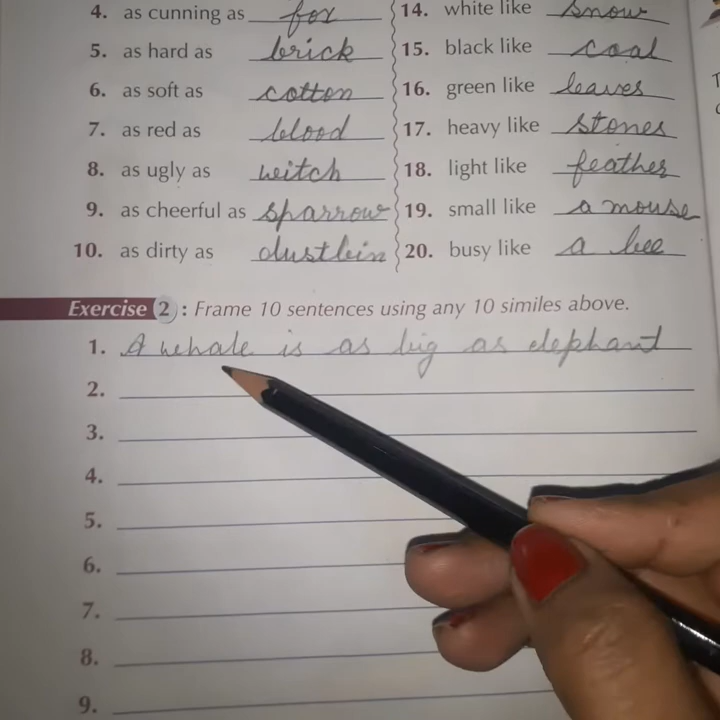 4. as cunning as fox 14. white like snow
5. as hard as brick 15. black like coal
6. as soft as cotton 16. green like leaves
7. as red as blood 17. heavy like stones
8. as ugly as witch 18. light like feather
9. as cheerful as sparrow 19. small like a mouse
10. as dirty as dustbin 20. busy like a bee
Exercise 2 : Frame 10 sentences using any 10 similes above.
1. A whale is as big as elephant
2.
3.
4.
5.
6.
7.
8.
9.